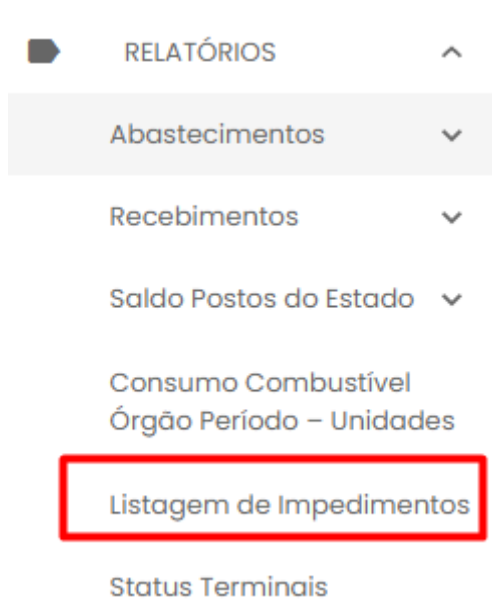 RELATÓRIOS
Abastecimentos
Recebimentos
Saldo Postos do Estado
Consumo Combustível
Órgão Período – Unidades
Listagem de Impedimentos
Status Terminais